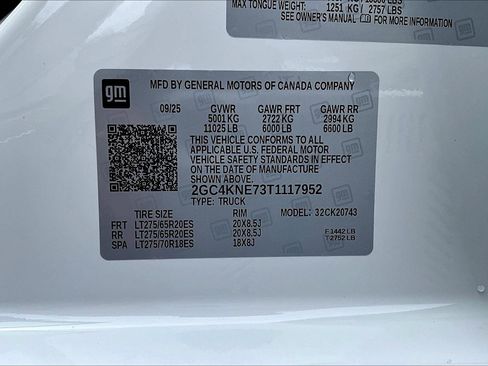 MAX TONGUE WEIGHT: 1251 KG / 2757 LBS
SEE OWNER'S MANUAL
gm
MFD BY GENERAL MOTORS OF CANADA COMPANY
09/25 GVWR GAWR FRT GAWR RR
5001 KG 2722 KG 2994 KG
11025 LB 6000 LB 6600 LB
THIS VEHICLE CONFORMS TO ALL
APPLICABLE U.S. FEDERAL MOTOR
VEHICLE SAFETY STANDARDS IN EFFECT
ON THE DATE OF MANUFACTURE
SHOWN ABOVE
2GC4KNE73T1117952
TYPE: TRUCK
TIRE SIZE RIM MODEL: 32CK20743
FRT LT275/65R20ES 20X8.5J
RR LT275/65R20ES 20X8.5J F1442 LB
SPA LT275/70R18ES 18X8J T2752 LB